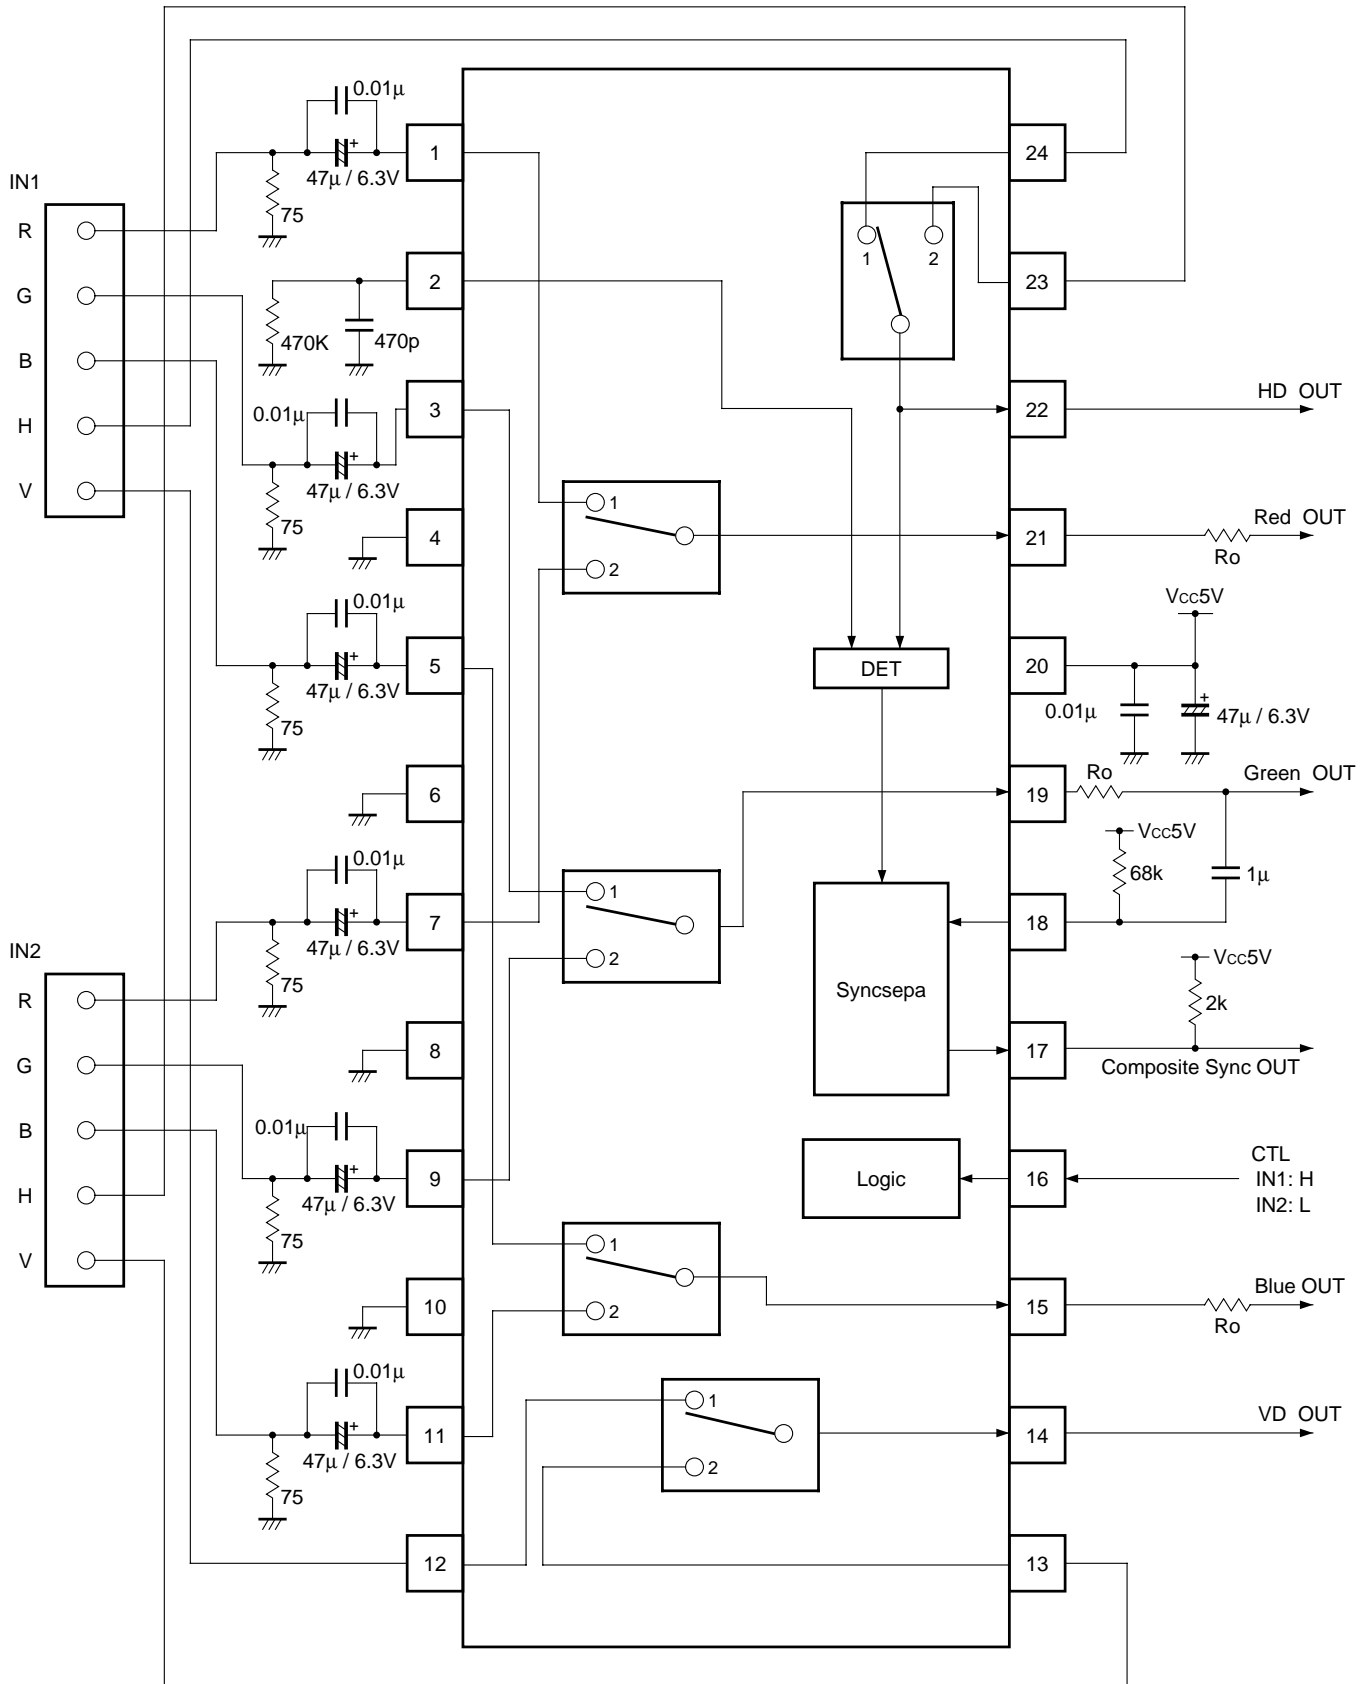 0.01μ
+
47μ / 6.3V
75
1
24
IN1
R
G
B
H
V
1
2
2
23
470K
470p
0.01μ
3
+
47μ / 6.3V
75
22
HD OUT
4
1
2
21
Red OUT
Ro
0.01μ
5
+
47μ / 6.3V
75
DET
20
Vcc5V
0.01μ
+
47μ / 6.3V
6
19
Ro
Green OUT
Vcc5V
68k
1μ
0.01μ
7
+
47μ / 6.3V
75
1
2
18
IN2
R
G
B
H
V
Syncsepa
Vcc5V
2k
8
17
Composite Sync OUT
0.01μ
9
+
47μ / 6.3V
75
Logic
16
CTL
IN1: H
IN2: L
10
1
2
15
Blue OUT
Ro
0.01μ
11
+
47μ / 6.3V
75
1
2
14
VD OUT
12
13